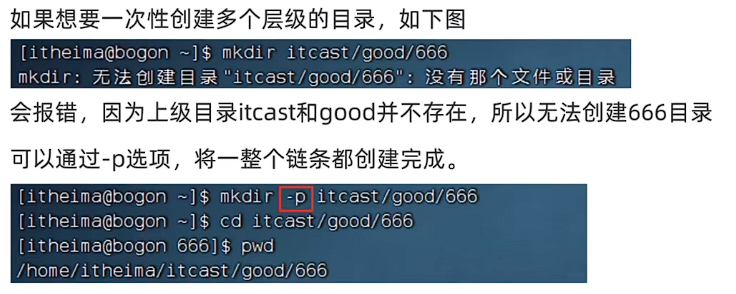 如果想要一次性创建多个层级的目录，如下图
[itheima@bogon ~]$ mkdir itcast/good/666
mkdir: 无法创建目录"itcast/good/666": 没有那个文件或目录
会报错，因为上级目录itcast和good并不存在，所以无法创建666目录
可以通过-p选项，将一整个链条都创建完成。
[itheima@bogon ~]$ mkdir -p itcast/good/666
[itheima@bogon ~]$ cd itcast/good/666
[itheima@bogon 666]$ pwd
/home/itheima/itcast/good/666